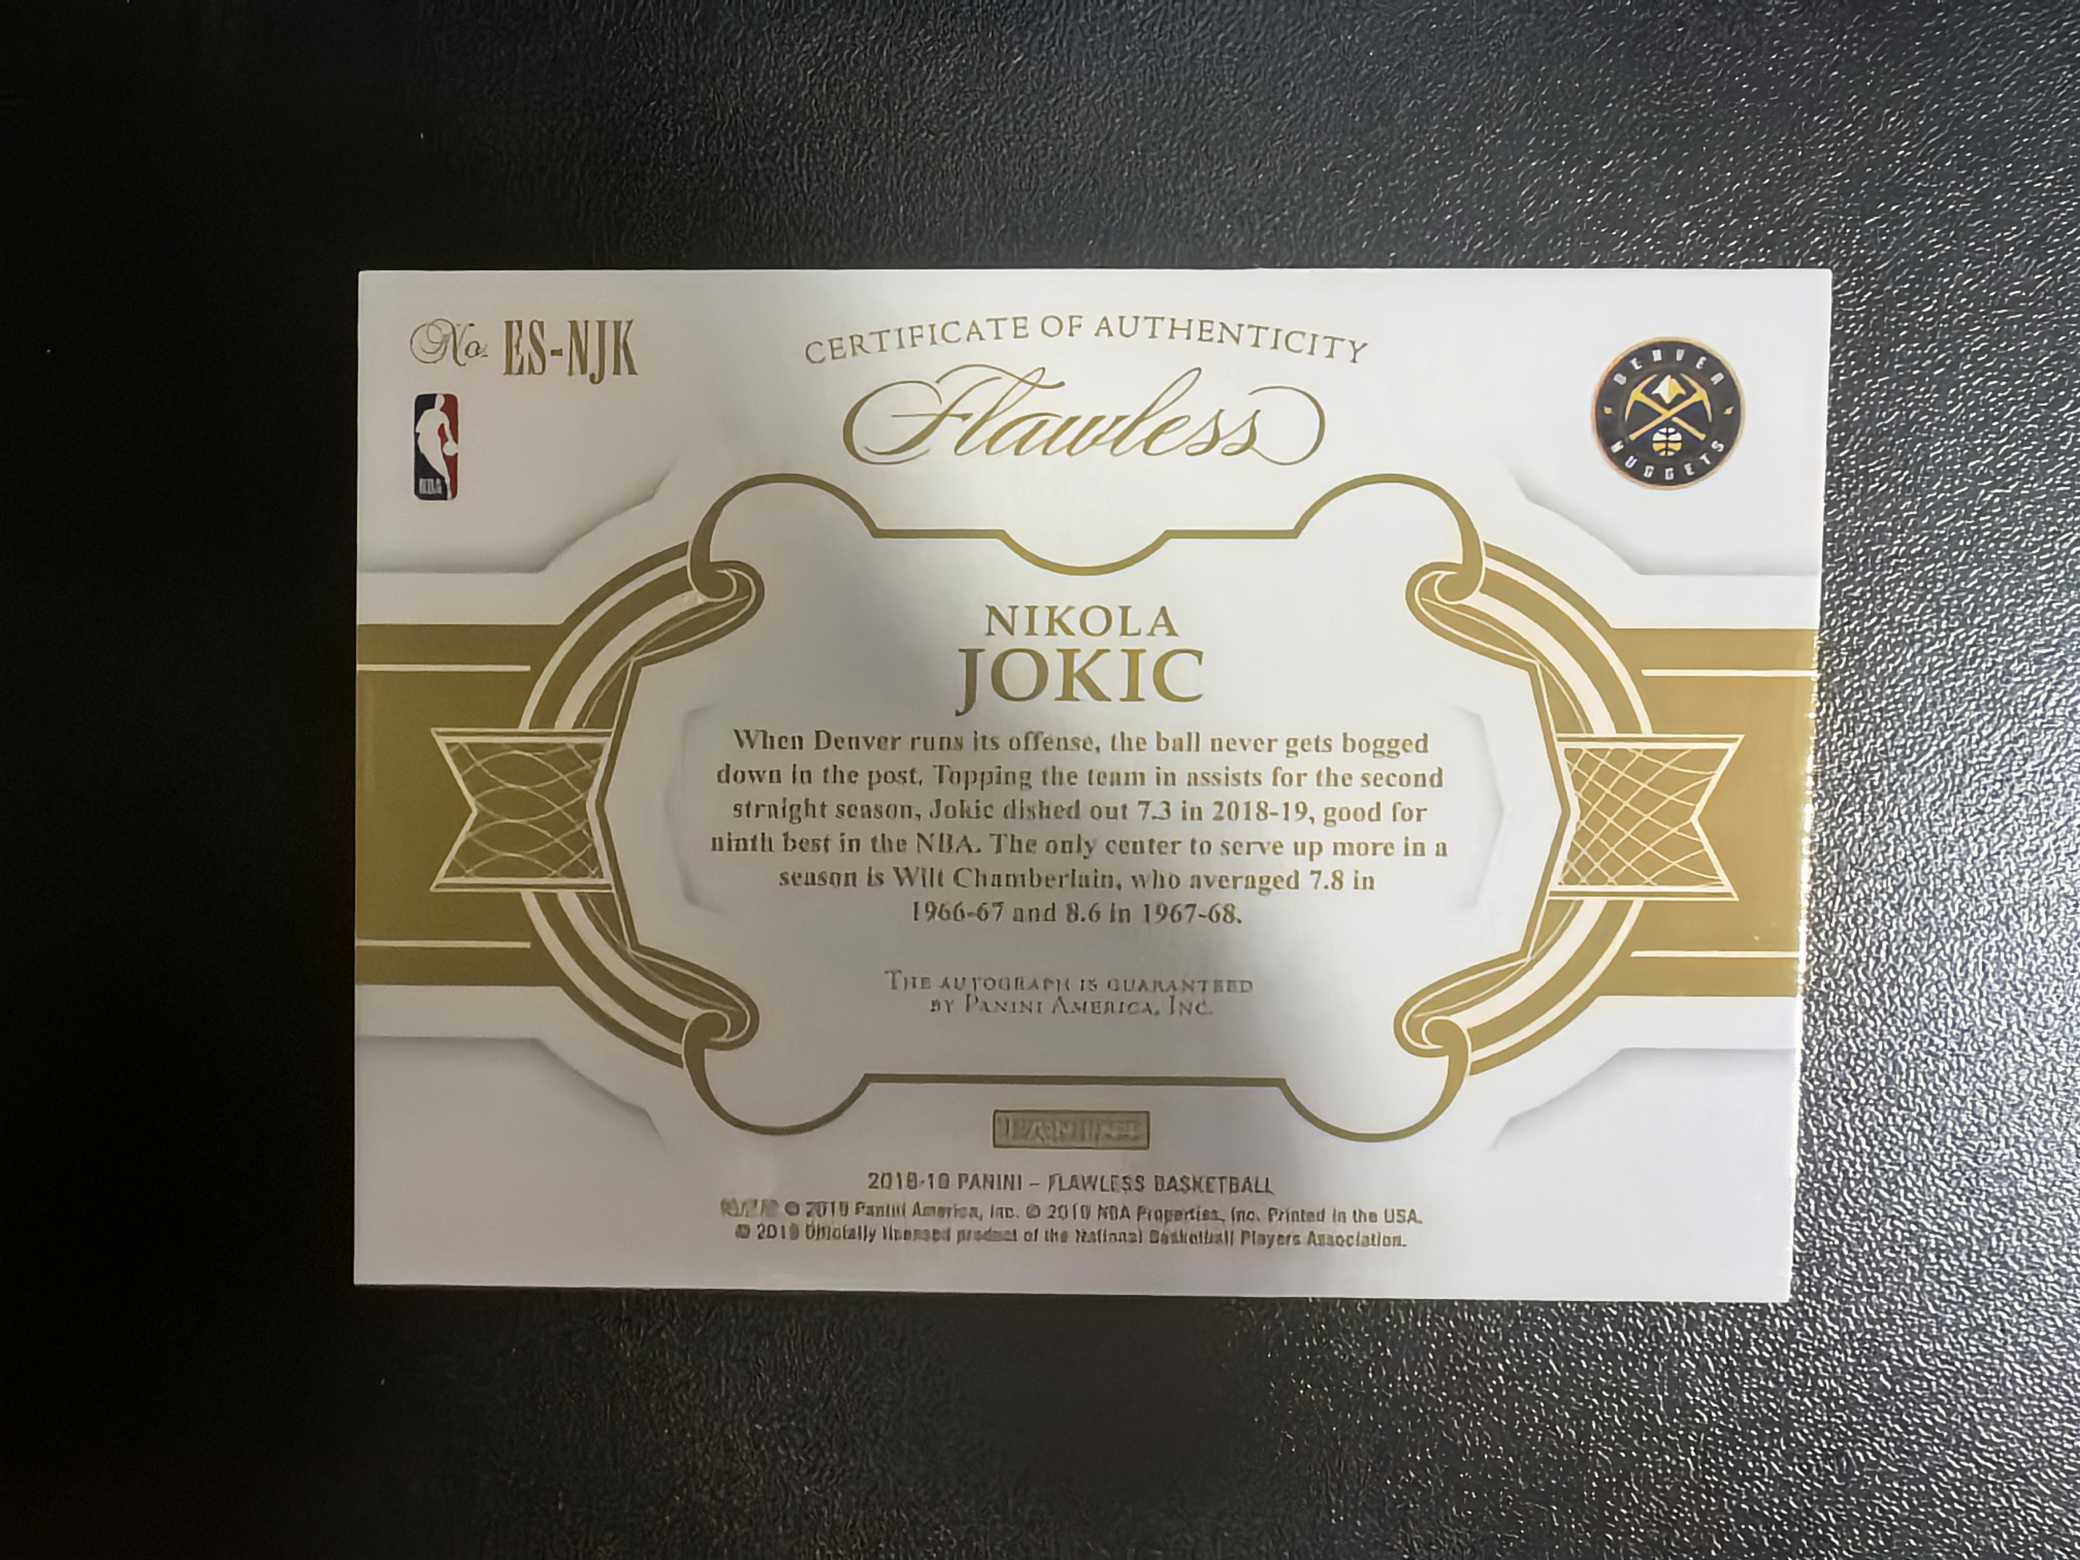 No. ES-NJK
CERTIFICATE OF AUTHENTICITY
Flawless
DENVER
NUGGETS
NBA
NIKOLA
JOKIC
When Denver runs its offense, the ball never gets bogged
down in the post. Topping the team in assists for the second
straight season, Jokic dished out 7.3 in 2018-19, good for
ninth best in the NBA. The only center to serve up more in a
season is Wilt Chamberlain, who averaged 7.8 in
1966-67 and 8.6 in 1967-68.
THE AUTOGRAPH IS GUARANTEED
BY PANINI AMERICA, INC.
PANINI
PANINI – FLAWLESS BASKETBALL
© 2019 Panini America, Inc. © 2019 NBA Properties, Inc. Printed in the USA.
© 2019 Officially licensed product of the National Basketball Players Association.